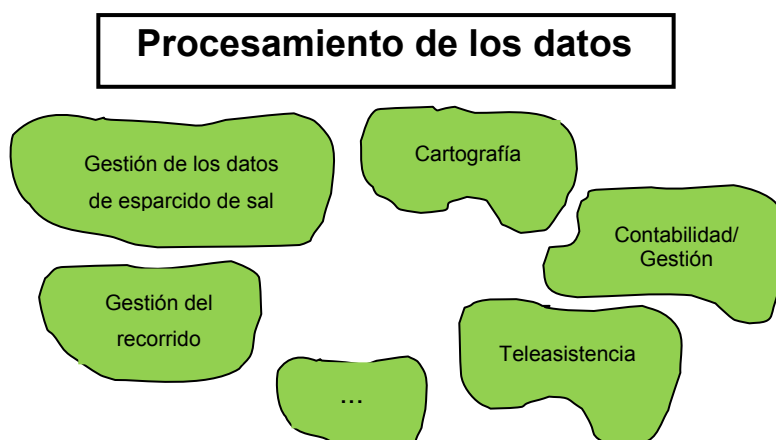 Procesamiento de los datos
Gestión de los datos
de esparcido de sal
Cartografía
Contabilidad/
Gestión
Gestión del
recorrido
Teleasistencia
...